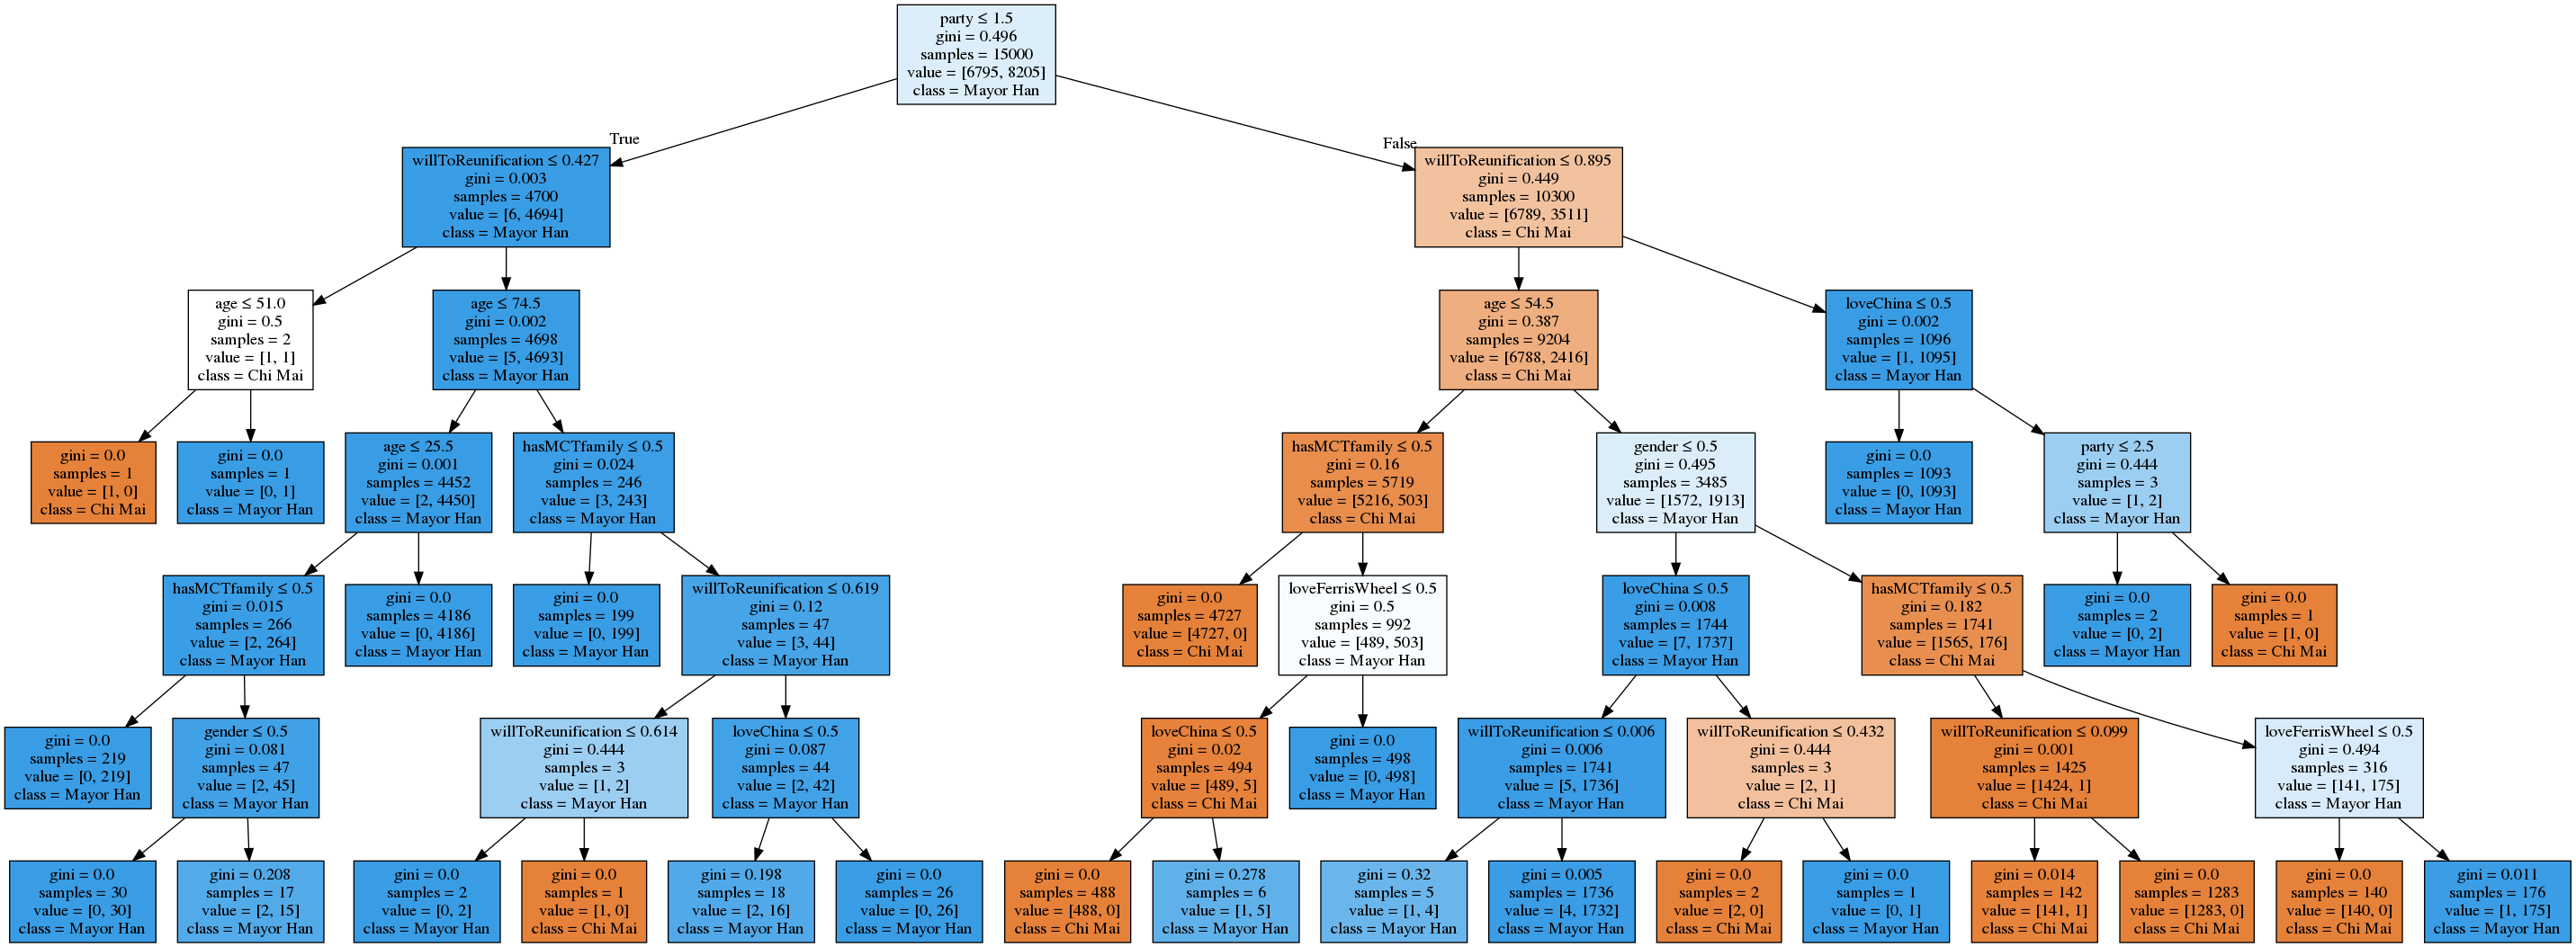 party ≤ 1.5
gini = 0.496
samples = 15000
value = [6795, 8205]
class = Mayor Han
True
False
willToReunification ≤ 0.427
gini = 0.003
samples = 4700
value = [6, 4694]
class = Mayor Han
willToReunification ≤ 0.895
gini = 0.449
samples = 10300
value = [6789, 3511]
class = Chi Mai
age ≤ 51.0
gini = 0.5
samples = 2
value = [1, 1]
class = Chi Mai
age ≤ 74.5
gini = 0.002
samples = 4698
value = [5, 4693]
class = Mayor Han
age ≤ 54.5
gini = 0.387
samples = 9204
value = [6788, 2416]
class = Chi Mai
loveChina ≤ 0.5
gini = 0.002
samples = 1096
value = [1, 1095]
class = Mayor Han
gini = 0.0
samples = 1
value = [1, 0]
class = Chi Mai
gini = 0.0
samples = 1
value = [0, 1]
class = Mayor Han
age ≤ 25.5
gini = 0.001
samples = 4452
value = [2, 4450]
class = Mayor Han
hasMCTfamily ≤ 0.5
gini = 0.024
samples = 246
value = [3, 243]
class = Mayor Han
hasMCTfamily ≤ 0.5
gini = 0.16
samples = 5719
value = [5216, 503]
class = Chi Mai
gender ≤ 0.5
gini = 0.495
samples = 3485
value = [1572, 1913]
class = Mayor Han
gini = 0.0
samples = 1093
value = [0, 1093]
class = Mayor Han
party ≤ 2.5
gini = 0.444
samples = 3
value = [1, 2]
class = Mayor Han
hasMCTfamily ≤ 0.5
gini = 0.015
samples = 266
value = [2, 264]
class = Mayor Han
gini = 0.0
samples = 4186
value = [0, 4186]
class = Mayor Han
gini = 0.0
samples = 199
value = [0, 199]
class = Mayor Han
willToReunification ≤ 0.619
gini = 0.12
samples = 47
value = [3, 44]
class = Mayor Han
gini = 0.0
samples = 4727
value = [4727, 0]
class = Chi Mai
loveFerrisWheel ≤ 0.5
gini = 0.5
samples = 992
value = [489, 503]
class = Mayor Han
loveChina ≤ 0.5
gini = 0.008
samples = 1744
value = [7, 1737]
class = Mayor Han
hasMCTfamily ≤ 0.5
gini = 0.182
samples = 1741
value = [1565, 176]
class = Chi Mai
gini = 0.0
samples = 2
value = [0, 2]
class = Mayor Han
gini = 0.0
samples = 1
value = [1, 0]
class = Chi Mai
gini = 0.0
samples = 219
value = [0, 219]
class = Mayor Han
gender ≤ 0.5
gini = 0.081
samples = 47
value = [2, 45]
class = Mayor Han
willToReunification ≤ 0.614
gini = 0.444
samples = 3
value = [1, 2]
class = Mayor Han
loveChina ≤ 0.5
gini = 0.087
samples = 44
value = [2, 42]
class = Mayor Han
loveChina ≤ 0.5
gini = 0.02
samples = 494
value = [489, 5]
class = Chi Mai
gini = 0.0
samples = 498
value = [0, 498]
class = Mayor Han
willToReunification ≤ 0.006
gini = 0.006
samples = 1741
value = [5, 1736]
class = Mayor Han
willToReunification ≤ 0.432
gini = 0.444
samples = 3
value = [2, 1]
class = Chi Mai
willToReunification ≤ 0.099
gini = 0.001
samples = 1425
value = [1424, 1]
class = Chi Mai
loveFerrisWheel ≤ 0.5
gini = 0.494
samples = 316
value = [141, 175]
class = Mayor Han
gini = 0.0
samples = 30
value = [0, 30]
class = Mayor Han
gini = 0.208
samples = 17
value = [2, 15]
class = Mayor Han
gini = 0.0
samples = 2
value = [0, 2]
class = Mayor Han
gini = 0.0
samples = 1
value = [1, 0]
class = Chi Mai
gini = 0.198
samples = 18
value = [2, 16]
class = Mayor Han
gini = 0.0
samples = 26
value = [0, 26]
class = Mayor Han
gini = 0.0
samples = 488
value = [488, 0]
class = Chi Mai
gini = 0.278
samples = 6
value = [1, 5]
class = Mayor Han
gini = 0.32
samples = 5
value = [1, 4]
class = Mayor Han
gini = 0.005
samples = 1736
value = [4, 1732]
class = Mayor Han
gini = 0.0
samples = 2
value = [2, 0]
class = Chi Mai
gini = 0.0
samples = 1
value = [0, 1]
class = Mayor Han
gini = 0.014
samples = 142
value = [141, 1]
class = Chi Mai
gini = 0.0
samples = 1283
value = [1283, 0]
class = Chi Mai
gini = 0.0
samples = 140
value = [140, 0]
class = Chi Mai
gini = 0.011
samples = 176
value = [1, 175]
class = Mayor Han